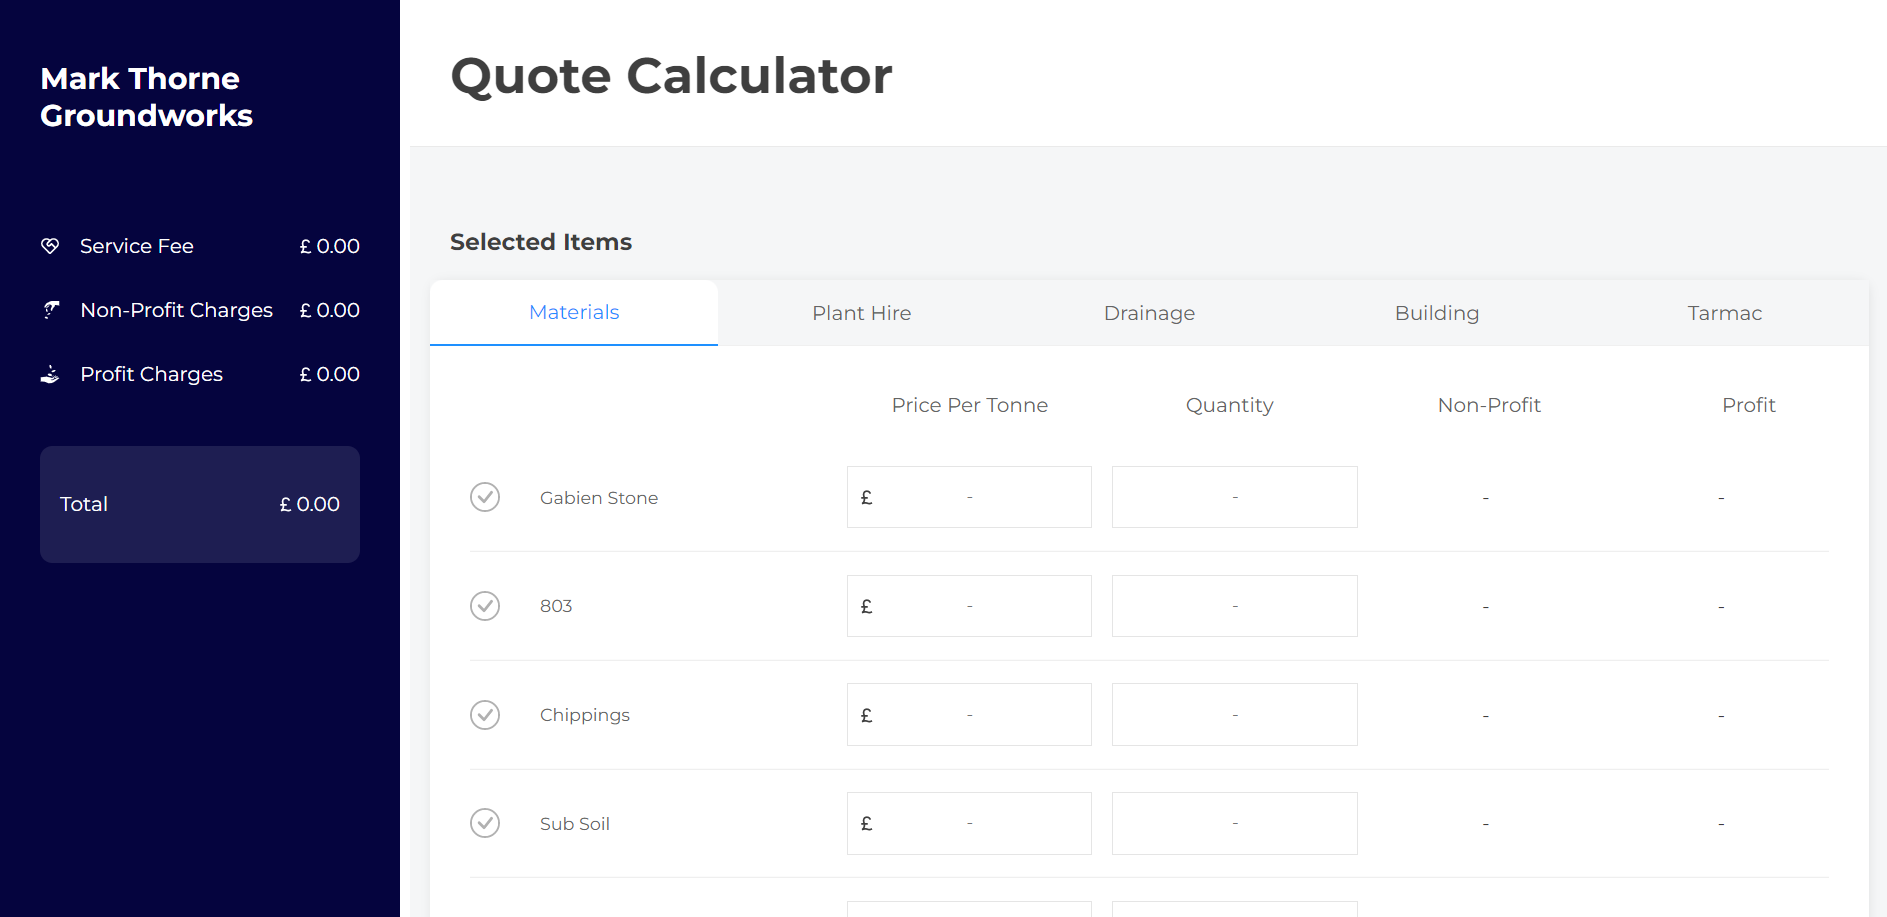 Mark Thorne
Groundworks
Service Fee £ 0.00
Non-Profit Charges £ 0.00
Profit Charges £ 0.00
Total £ 0.00
Quote Calculator
Selected Items
Materials Plant Hire Drainage Building Tarmac
Price Per Tonne Quantity Non-Profit Profit
Gabien Stone £ - - - -
803 £ - - - -
Chippings £ - - - -
Sub Soil £ - - - -